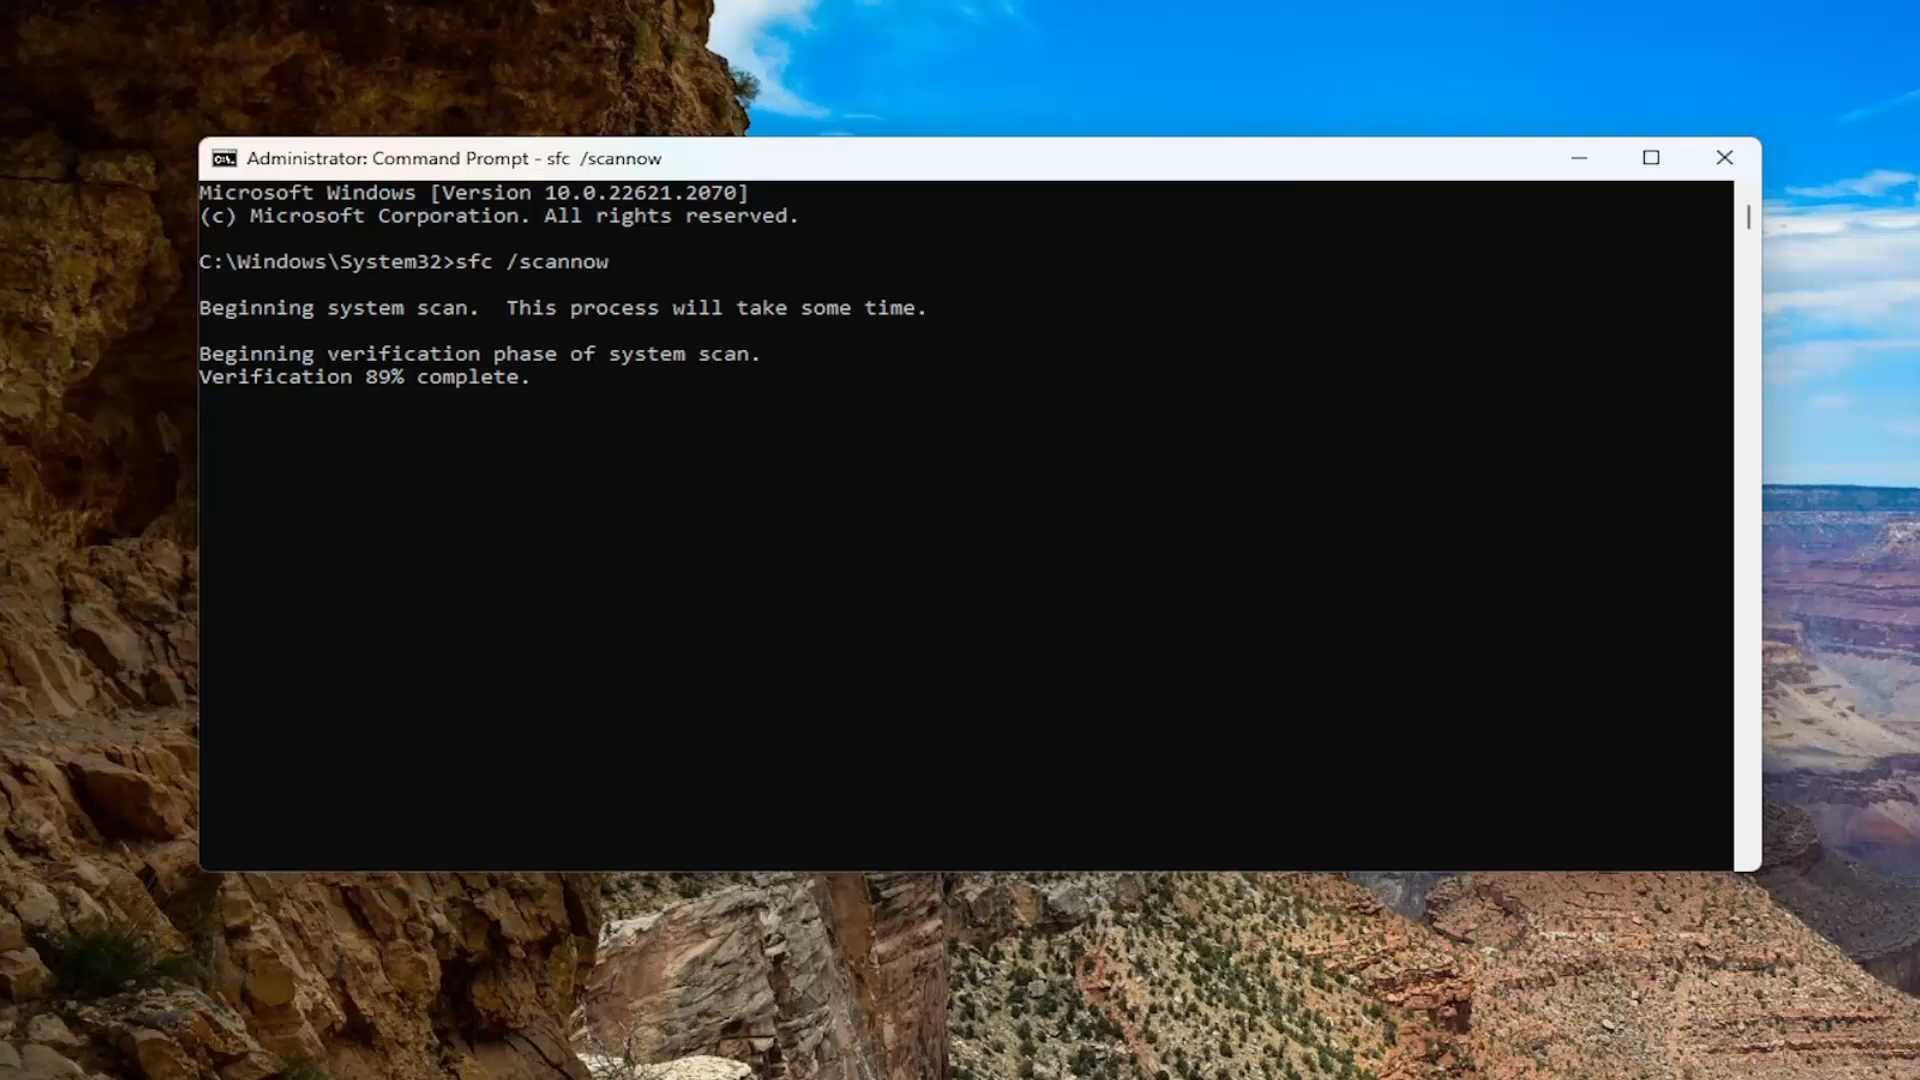 Administrator: Command Prompt - sfc  /scannow
Microsoft Windows [Version 10.0.22621.2070]
(c) Microsoft Corporation. All rights reserved.
C:\Windows\System32>sfc /scannow
Beginning system scan.  This process will take some time.
Beginning verification phase of system scan.
Verification 89% complete.